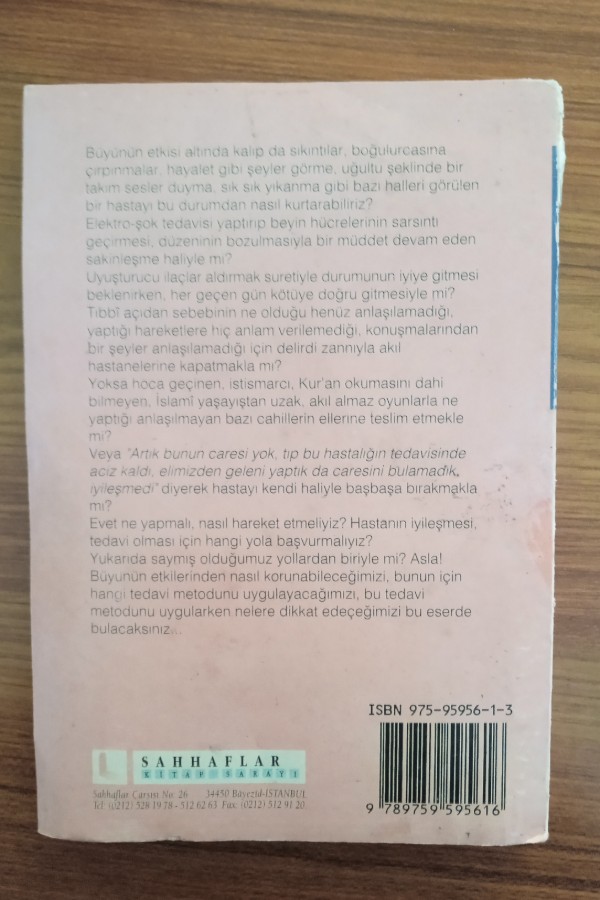 Büyünün etkisi altında kalıp da sıkıntılar, boğulurcasına
çırpınmalar, hayalet gibi şeyler görme, uğultu şeklinde bir
takım sesler duyma, sık sık yıkanma gibi bazı halleri görülen
bir hastayı bu durumdan nasıl kurtarabiliriz?
Elektro-şok tedavisi yaptırıp beyin hücrelerinin sarsıntı
geçirmesi, düzeninin bozulmasıyla bir müddet devam eden
sakinleşme haliyle mi?
Uyuşturucu ilaçlar aldırmak suretiyle durumunun iyiye gitmesi
beklenirken, her geçen gün kötüye doğru gitmesiyle mi?
Tıbbî açıdan sebebinin ne olduğu henüz anlaşılamadığı,
yaptığı hareketlere hiç anlam verilemediği, konuşmalarından
bir şeyler anlaşılamadığı için delirdi zannıyla akıl
hastanelerine kapatmakla mı?
Yoksa hoca geçinen, istismarcı, Kur'an okumasını dahi
bilmeyen, İslamî yaşayıştan uzak, akıl almaz oyunlarla ne
yaptığı anlaşılmayan bazı cahillerin ellerine teslim etmekle
mi?
Veya "Artık bunun caresi yok, tıp bu hastalığın tedavisinde
aciz kaldı, elimizden geleni yaptık da caresini bulamadık,
iyileşmedi" diyerek hastayı kendi haliyle başbaşa bırakmakla
mı?
Evet ne yapmalı, nasıl hareket etmeliyiz? Hastanın iyileşmesi,
tedavi olması için hangi yola başvurmalıyız?
Yukarıda saymış olduğumuz yollardan biriyle mi? Asla!
Büyünün etkilerinden nasıl korunabileceğimizi, bunun için
hangi tedavi metodunu uygulayacağımızı, bu tedavi
metodunu uygularken nelere dikkat edeçeğimizi bu eserde
bulacaksınız...
ISBN 975-95956-1-3
SAHHAFLAR
KİTAP SARAYI
Sahhaflar Çarşısı No: 26 34450 Bâyezid-İSTANBUL
Tel: (0212) 528 19 78 - 512 62 63 Fax: (0212) 512 91 20
9 789759 595616